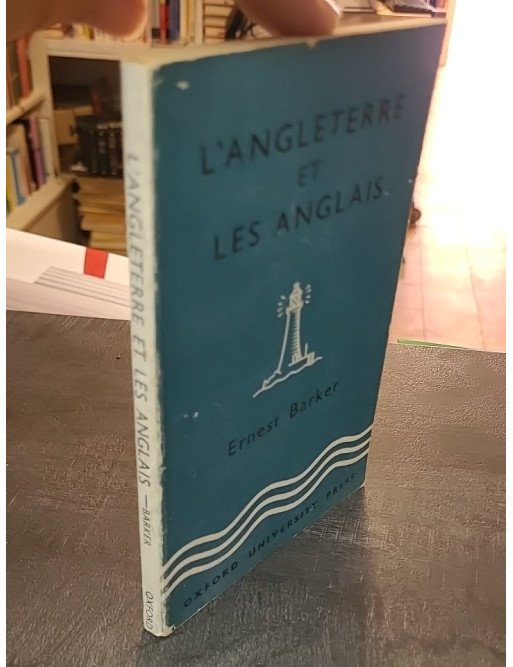 L'ANGLETERRE
ET
LES ANGLAIS
Ernest Barker
OXFORD UNIVERSITY PRESS
L'ANGLETERRE ET LES ANGLAIS — BARKER OXFORD